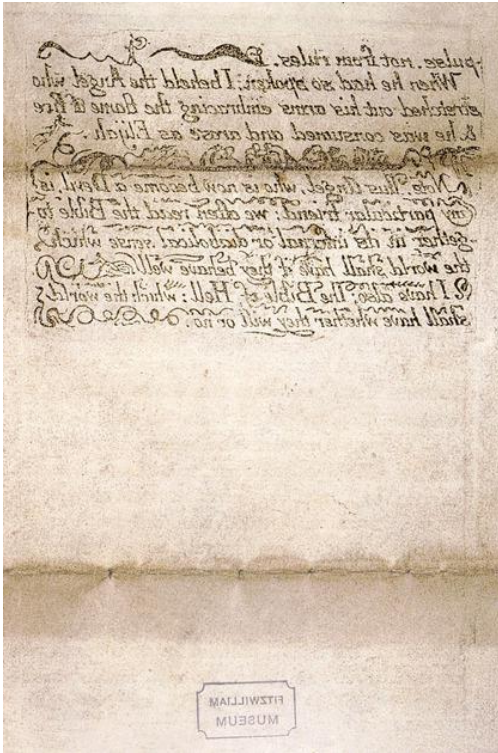 -pulse, not from rules.
When he had so spoken: I beheld the Angel who
stretched out his arms embracing the flame of fire
& he was consumed and arose as Elijah.
Note. This Angel, who is now become a Devil, is
my particular friend: we often read the Bible to-
gether in its infernal or diabolical sense which
the world shall have if they behave well
I have also: The Bible of Hell: which the world
shall have whether they will or no.
FITZWILLIAM
MUSEUM